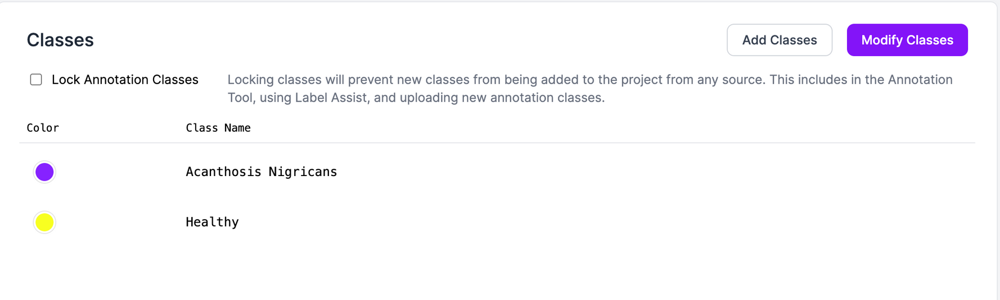 Classes
Add Classes
Modify Classes
Lock Annotation Classes
Locking classes will prevent new classes from being added to the project from any source. This includes in the Annotation
Tool, using Label Assist, and uploading new annotation classes.
Color
Class Name
Acanthosis Nigricans
Healthy